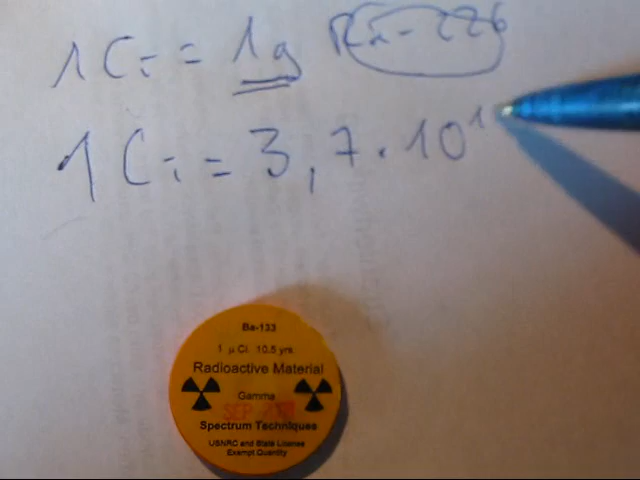 1 Ci = 1g Ra-226
1 Ci = 3,7 · 10¹
Ba-133
1 μCi 10.5 yrs
Radioactive Material
Gamma
SEP
Spectrum Techniques
USNRC and State License
Exempt Quantity